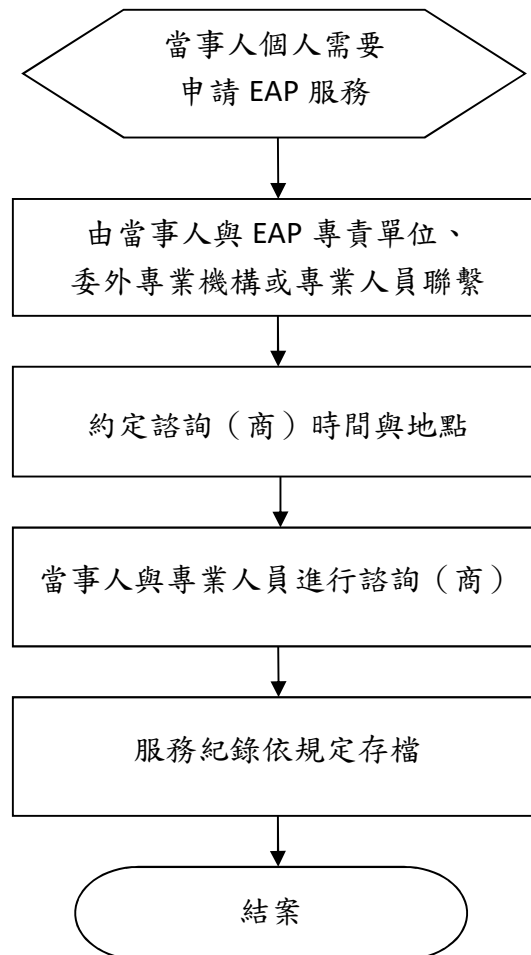 當事人個人需要
申請 EAP 服務
由當事人與 EAP 專責單位、
委外專業機構或專業人員聯繫
約定諮詢（商）時間與地點
當事人與專業人員進行諮詢（商）
服務紀錄依規定存檔
結案